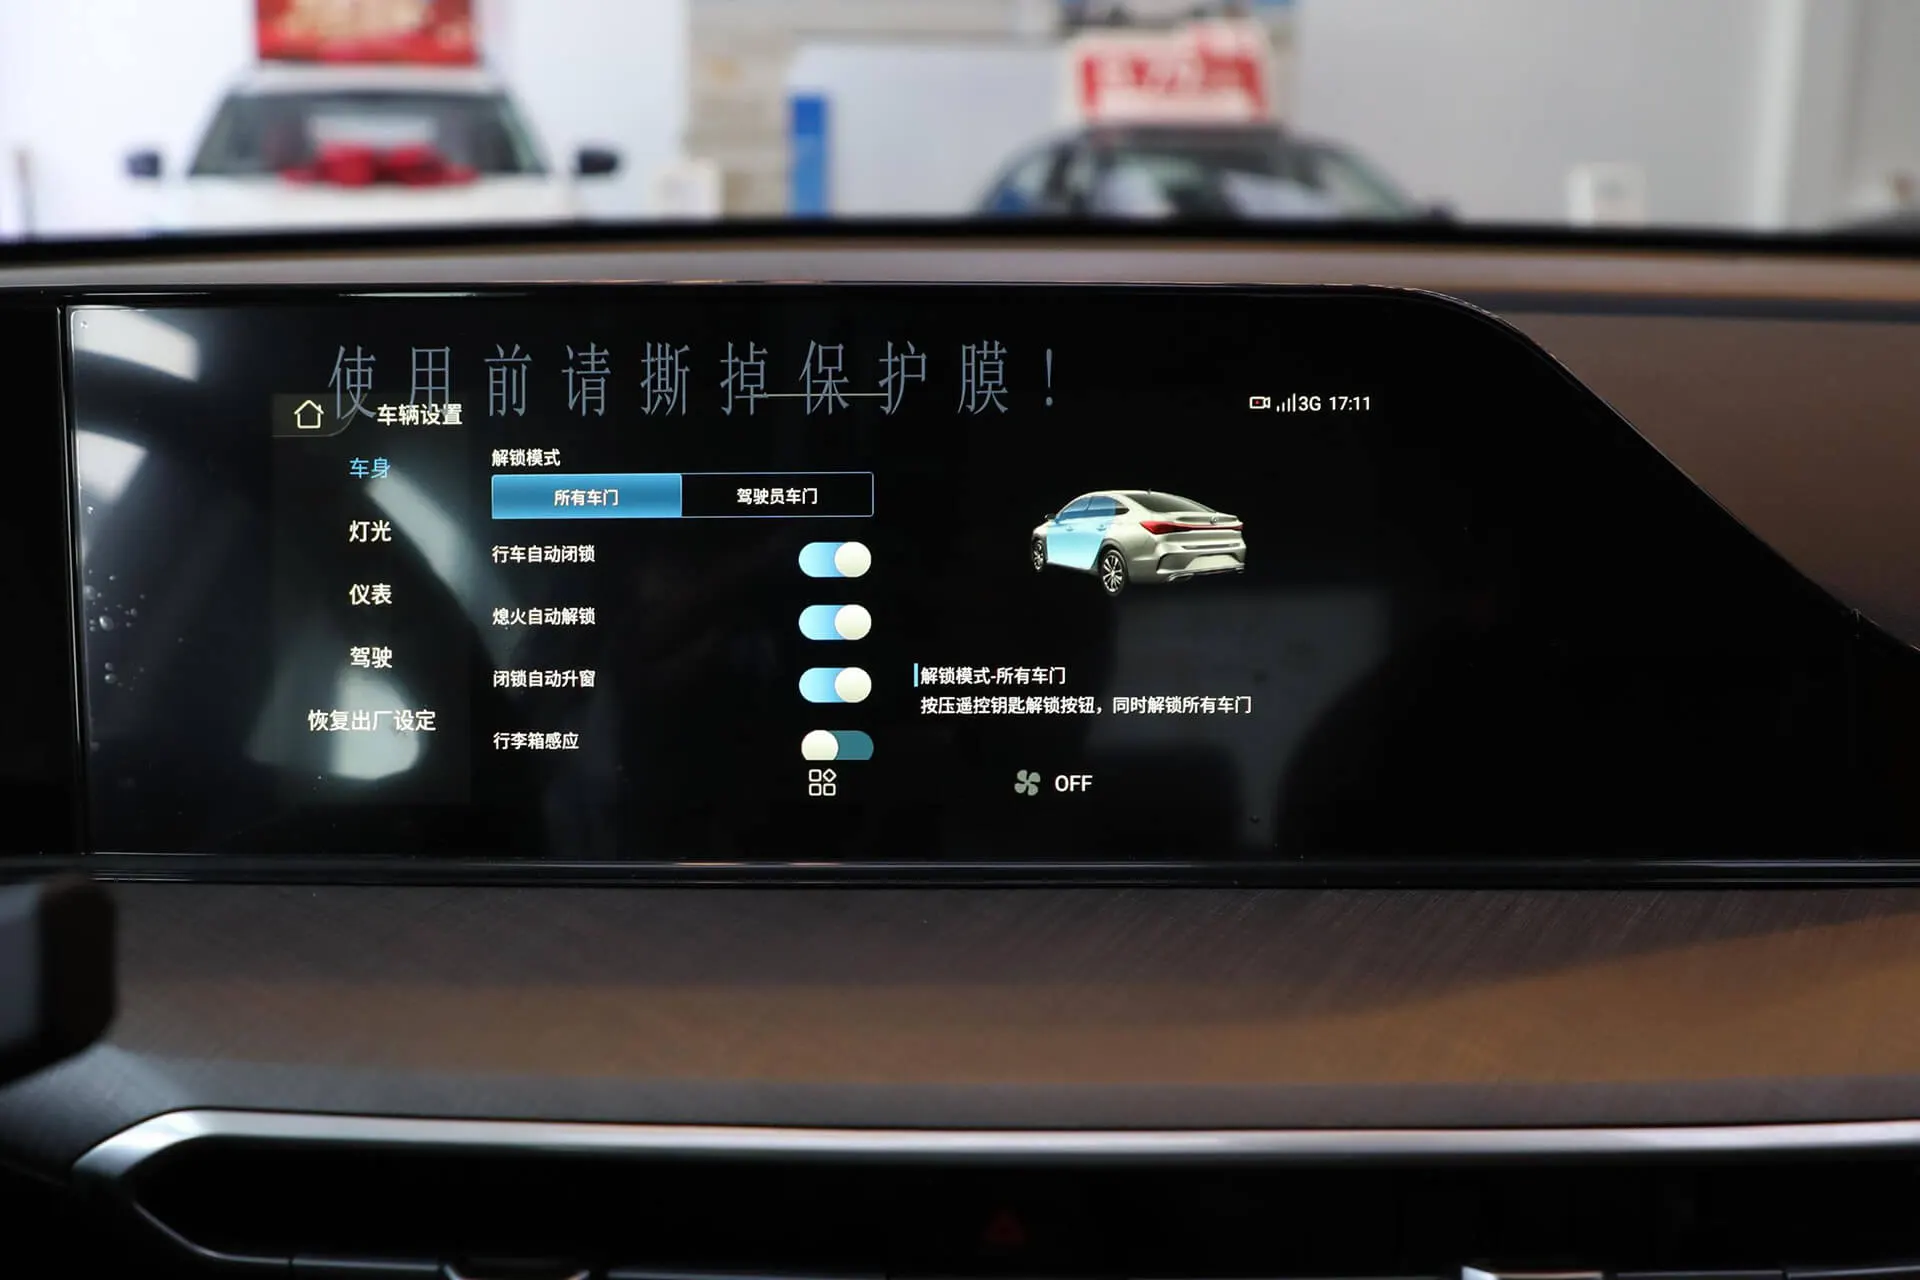 使用前请撕掉保护膜！
车辆设置
3G 17:11
车身
灯光
仪表
驾驶
恢复出厂设定
解锁模式
所有车门
驾驶员车门
行车自动闭锁
熄火自动解锁
闭锁自动升窗
行李箱感应
解锁模式-所有车门
按压遥控钥匙解锁按钮，同时解锁所有车门
OFF